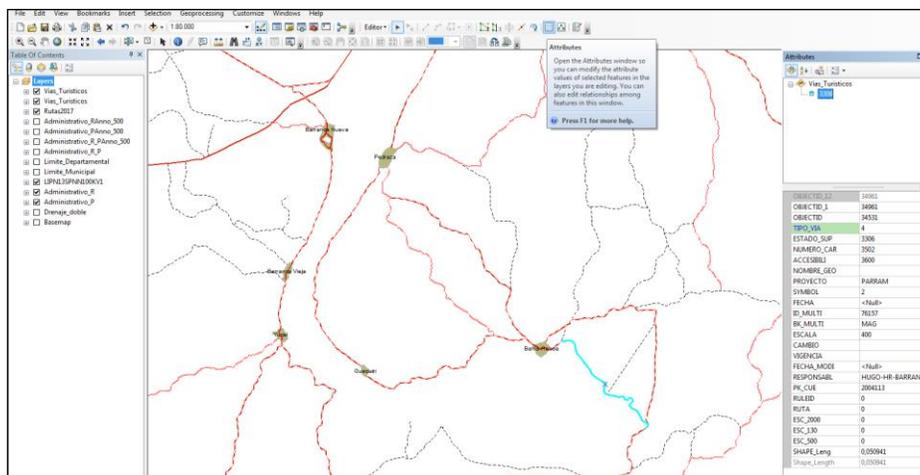 File Edit View Bookmarks Insert Selection Geoprocessing Customize Windows Help
1:80.000
Editor
Table Of Contents
Layers
Vias_Turisticos
Vias_Turisticos
Rutas2017
Administrativo_RAnno_500
Administrativo_PAnno_500
Administrativo_R_PAnno_500
Administrativo_R_P
Limite_Departamental
Limite_Municipal
Administrativo_R
Administrativo_P
Drenaje_doble
Basemap
Barranca Nueva
Pedraza
Barranca Vieja
Guaquiri
Attributes
Open the Attributes window so
you can modify the attribute
values of selected features in the
layers you are editing. You can
also edit relationships among
features in this window.
Press F1 for more help.
Attributes
Vias_Turisticos
3306
OBJECTID_12 34961
OBJECTID_1 34961
OBJECTID 34531
TIPO_VIA 4
ESTADO_SUP 3306
NUMERO_CAR 3502
ACCESIBILI 3600
NOMBRE_GEO
PROYECTO PARRAM
SYMBOL 2
FECHA <Null>
ID_MULTI 76157
BK_MULTI MAG
ESCALA 400
CAMBIO
VIGENCIA
FECHA_MODI <Null>
RESPONSABL HUGO-HR-BARRAN
PK_CUE 2004113
RULEID 0
RUTA 0
ESC_2000 0
ESC_130 0
ESC_500 0
SHAPE_Leng 0,050941
Shape_Length 0,050941